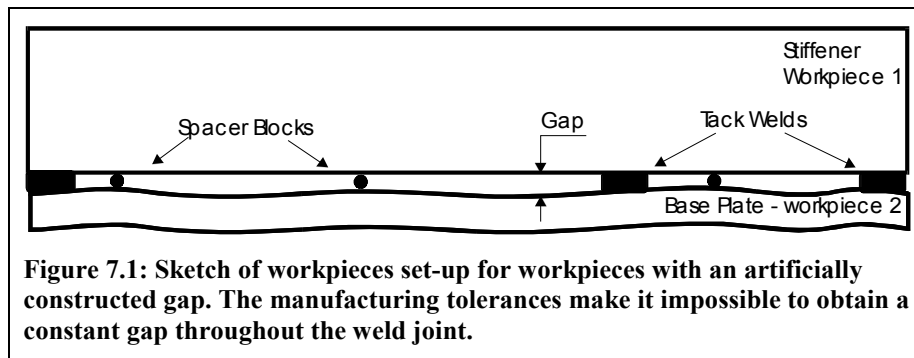 Stiffener
Workpiece 1
Spacer Blocks
Gap
Tack Welds
Base Plate - workpiece 2
Figure 7.1: Sketch of workpieces set-up for workpieces with an artificially
constructed gap. The manufacturing tolerances make it impossible to obtain a
constant gap throughout the weld joint.